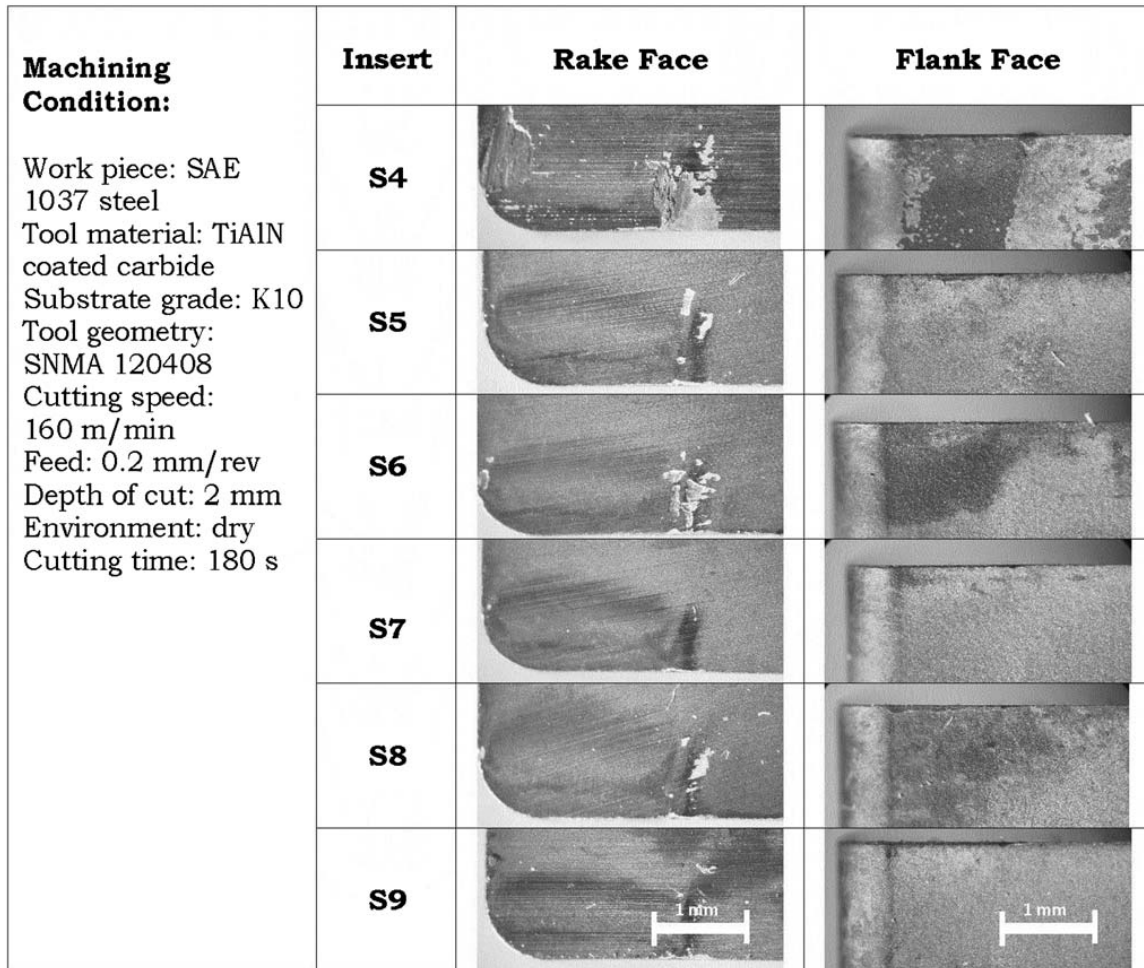 Machining
Condition:
Work piece: SAE
1037 steel
Tool material: TiAlN
coated carbide
Substrate grade: K10
Tool geometry:
SNMA 120408
Cutting speed:
160 m/min
Feed: 0.2 mm/rev
Depth of cut: 2 mm
Environment: dry
Cutting time: 180 s
Insert Rake Face Flank Face
S4
S5
S6
S7
S8
S9
1 mm 1 mm